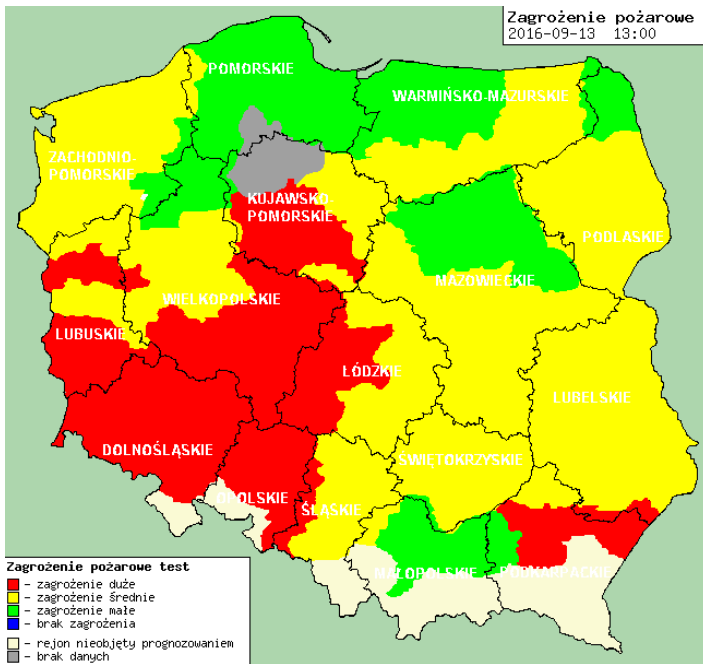 Zagrożenie pożarowe
2016-09-13 13:00
POMORSKIE
WARMIŃSKO-MAZURSKIE
ZACHODNIO-
POMORSKIE
KUJAWSKO-
POMORSKIE
PODLASKIE
MAZOWIECKIE
WIELKOPOLSKIE
LUBUSKIE
ŁÓDZKIE
LUBELSKIE
DOLNOŚLĄSKIE
ŚWIĘTOKRZYSKIE
OPOLSKIE
ŚLĄSKIE
MAŁOPOLSKIE
PODKARPACKIE
Zagrożenie pożarowe test
- zagrożenie duże
- zagrożenie średnie
- zagrożenie małe
- brak zagrożenia
- rejon nieobjęty prognozowaniem
- brak danych